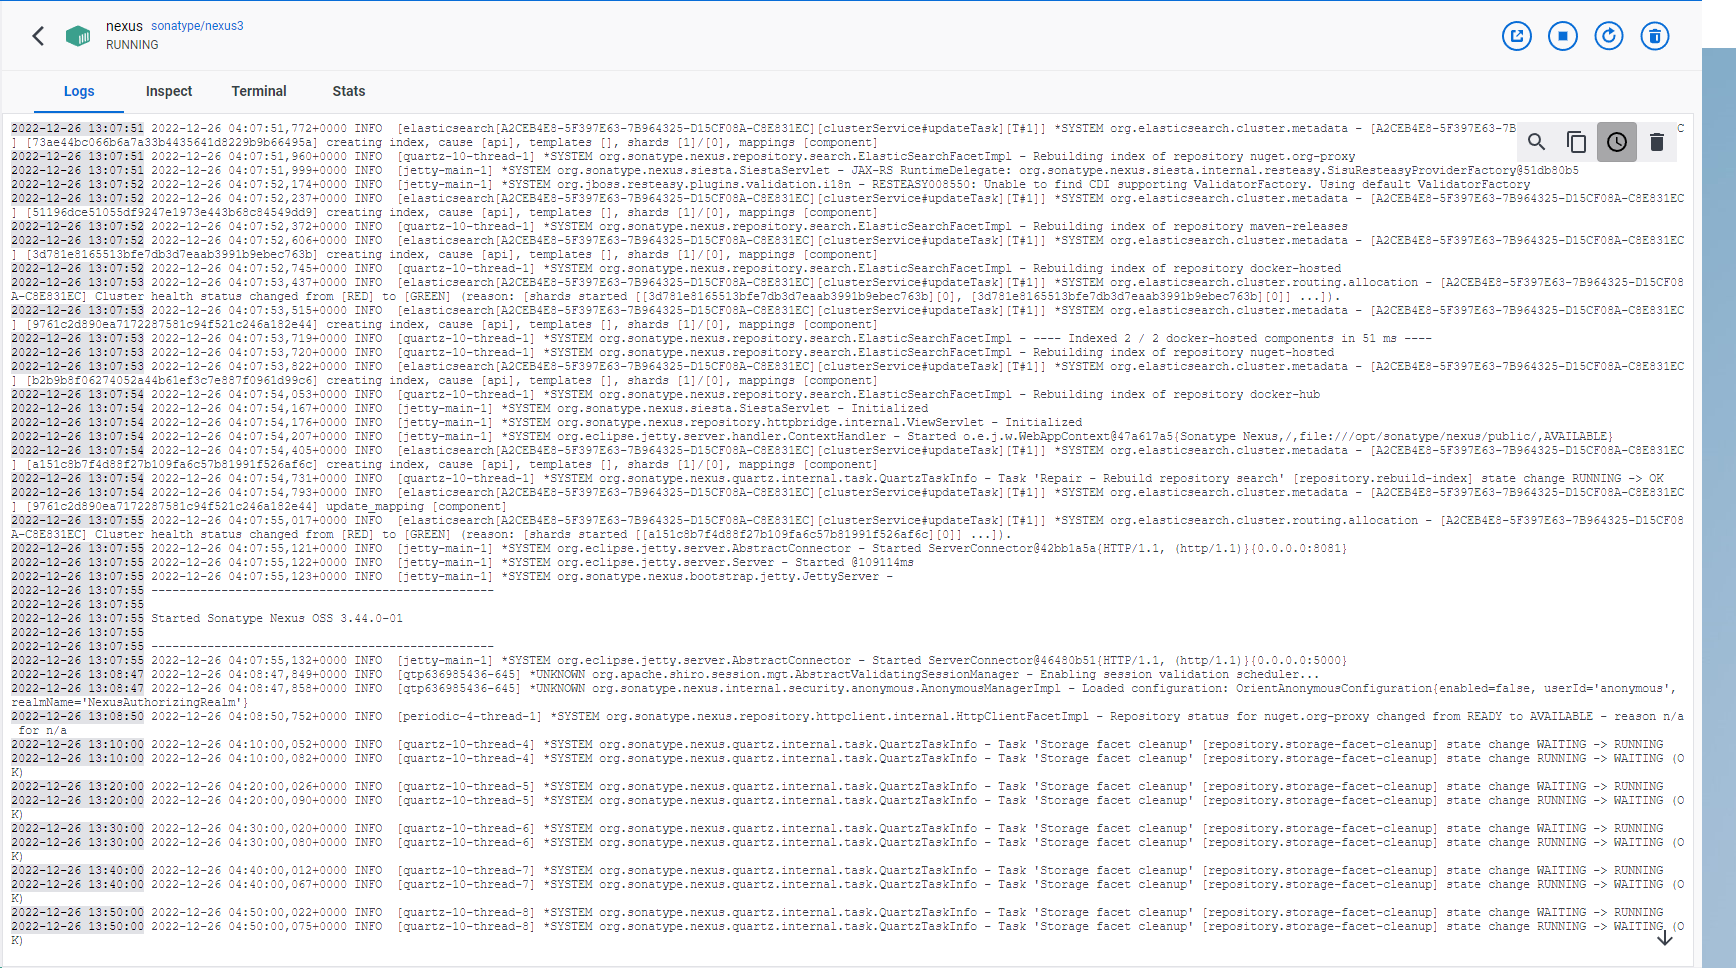 nexus sonatype/nexus3
RUNNING
Logs Inspect Terminal Stats
2022-12-26 13:07:51 2022-12-26 04:07:51,772+0000 INFO  [elasticsearch[A2CEB4E8-5F397E63-7B964325-D15CF08A-C8E831EC][clusterService#updateTask][T#1]] *SYSTEM org.elasticsearch.cluster.metadata - [A2CEB4E8-5F397E63-7B C
] [73ae44bc066b6a7a33b4435641d8229b9b66495a] creating index, cause [api], templates [], shards [1]/[0], mappings [component]
2022-12-26 13:07:51 2022-12-26 04:07:51,960+0000 INFO  [quartz-10-thread-1] *SYSTEM org.sonatype.nexus.repository.search.ElasticSearchFacetImpl - Rebuilding index of repository nuget.org-proxy
2022-12-26 13:07:51 2022-12-26 04:07:51,999+0000 INFO  [jetty-main-1] *SYSTEM org.sonatype.nexus.siesta.SiestaServlet - JAX-RS RuntimeDelegate: org.sonatype.nexus.siesta.internal.resteasy.SisuResteasyProviderFactory@51db80b5
2022-12-26 13:07:52 2022-12-26 04:07:52,174+0000 INFO  [jetty-main-1] *SYSTEM org.jboss.resteasy.plugins.validation.i18n - RESTEASY008550: Unable to find CDI supporting ValidatorFactory. Using default ValidatorFactory
2022-12-26 13:07:52 2022-12-26 04:07:52,237+0000 INFO  [elasticsearch[A2CEB4E8-5F397E63-7B964325-D15CF08A-C8E831EC][clusterService#updateTask][T#1]] *SYSTEM org.elasticsearch.cluster.metadata - [A2CEB4E8-5F397E63-7B964325-D15CF08A-C8E831EC
] [51196dce51055df9247e1973e443b68c84549dd9] creating index, cause [api], templates [], shards [1]/[0], mappings [component]
2022-12-26 13:07:52 2022-12-26 04:07:52,372+0000 INFO  [quartz-10-thread-1] *SYSTEM org.sonatype.nexus.repository.search.ElasticSearchFacetImpl - Rebuilding index of repository maven-releases
2022-12-26 13:07:52 2022-12-26 04:07:52,606+0000 INFO  [elasticsearch[A2CEB4E8-5F397E63-7B964325-D15CF08A-C8E831EC][clusterService#updateTask][T#1]] *SYSTEM org.elasticsearch.cluster.metadata - [A2CEB4E8-5F397E63-7B964325-D15CF08A-C8E831EC
] [3d781e8165513bfe7db3d7eaab3991b9ebec763b] creating index, cause [api], templates [], shards [1]/[0], mappings [component]
2022-12-26 13:07:52 2022-12-26 04:07:52,745+0000 INFO  [quartz-10-thread-1] *SYSTEM org.sonatype.nexus.repository.search.ElasticSearchFacetImpl - Rebuilding index of repository docker-hosted
2022-12-26 13:07:53 2022-12-26 04:07:53,437+0000 INFO  [elasticsearch[A2CEB4E8-5F397E63-7B964325-D15CF08A-C8E831EC][clusterService#updateTask][T#1]] *SYSTEM org.elasticsearch.cluster.routing.allocation - [A2CEB4E8-5F397E63-7B964325-D15CF08
A-C8E831EC] Cluster health status changed from [RED] to [GREEN] (reason: [shards started [[3d781e8165513bfe7db3d7eaab3991b9ebec763b][0], [3d781e8165513bfe7db3d7eaab3991b9ebec763b][0]] ...]).
2022-12-26 13:07:53 2022-12-26 04:07:53,515+0000 INFO  [elasticsearch[A2CEB4E8-5F397E63-7B964325-D15CF08A-C8E831EC][clusterService#updateTask][T#1]] *SYSTEM org.elasticsearch.cluster.metadata - [A2CEB4E8-5F397E63-7B964325-D15CF08A-C8E831EC
] [9761c2d890ea7172287581c94f521c246a182e44] creating index, cause [api], templates [], shards [1]/[0], mappings [component]
2022-12-26 13:07:53 2022-12-26 04:07:53,719+0000 INFO  [quartz-10-thread-1] *SYSTEM org.sonatype.nexus.repository.search.ElasticSearchFacetImpl - ---- Indexed 2 / 2 docker-hosted components in 51 ms ----
2022-12-26 13:07:53 2022-12-26 04:07:53,720+0000 INFO  [quartz-10-thread-1] *SYSTEM org.sonatype.nexus.repository.search.ElasticSearchFacetImpl - Rebuilding index of repository nuget-hosted
2022-12-26 13:07:53 2022-12-26 04:07:53,822+0000 INFO  [elasticsearch[A2CEB4E8-5F397E63-7B964325-D15CF08A-C8E831EC][clusterService#updateTask][T#1]] *SYSTEM org.elasticsearch.cluster.metadata - [A2CEB4E8-5F397E63-7B964325-D15CF08A-C8E831EC
] [b2b9b8f06274052a44b61ef3c7e887f0961d99c6] creating index, cause [api], templates [], shards [1]/[0], mappings [component]
2022-12-26 13:07:54 2022-12-26 04:07:54,053+0000 INFO  [quartz-10-thread-1] *SYSTEM org.sonatype.nexus.repository.search.ElasticSearchFacetImpl - Rebuilding index of repository docker-hub
2022-12-26 13:07:54 2022-12-26 04:07:54,167+0000 INFO  [jetty-main-1] *SYSTEM org.sonatype.nexus.siesta.SiestaServlet - Initialized
2022-12-26 13:07:54 2022-12-26 04:07:54,176+0000 INFO  [jetty-main-1] *SYSTEM org.sonatype.nexus.repository.httpbridge.internal.ViewServlet - Initialized
2022-12-26 13:07:54 2022-12-26 04:07:54,207+0000 INFO  [jetty-main-1] *SYSTEM org.eclipse.jetty.server.handler.ContextHandler - Started o.e.j.w.WebAppContext@47a617a5{Sonatype Nexus,/,file:///opt/sonatype/nexus/public/,AVAILABLE}
2022-12-26 13:07:54 2022-12-26 04:07:54,405+0000 INFO  [elasticsearch[A2CEB4E8-5F397E63-7B964325-D15CF08A-C8E831EC][clusterService#updateTask][T#1]] *SYSTEM org.elasticsearch.cluster.metadata - [A2CEB4E8-5F397E63-7B964325-D15CF08A-C8E831EC
] [a151c8b7f4d88f27b109fa6c57b81991f526af6c] creating index, cause [api], templates [], shards [1]/[0], mappings [component]
2022-12-26 13:07:54 2022-12-26 04:07:54,731+0000 INFO  [quartz-10-thread-1] *SYSTEM org.sonatype.nexus.quartz.internal.task.QuartzTaskInfo - Task 'Repair - Rebuild repository search' [repository.rebuild-index] state change RUNNING -> OK
2022-12-26 13:07:54 2022-12-26 04:07:54,793+0000 INFO  [elasticsearch[A2CEB4E8-5F397E63-7B964325-D15CF08A-C8E831EC][clusterService#updateTask][T#1]] *SYSTEM org.elasticsearch.cluster.metadata - [A2CEB4E8-5F397E63-7B964325-D15CF08A-C8E831EC
] [9761c2d890ea7172287581c94f521c246a182e44] update_mapping [component]
2022-12-26 13:07:55 2022-12-26 04:07:55,017+0000 INFO  [elasticsearch[A2CEB4E8-5F397E63-7B964325-D15CF08A-C8E831EC][clusterService#updateTask][T#1]] *SYSTEM org.elasticsearch.cluster.routing.allocation - [A2CEB4E8-5F397E63-7B964325-D15CF08
A-C8E831EC] Cluster health status changed from [RED] to [GREEN] (reason: [shards started [[a151c8b7f4d88f27b109fa6c57b81991f526af6c][0]] ...]).
2022-12-26 13:07:55 2022-12-26 04:07:55,121+0000 INFO  [jetty-main-1] *SYSTEM org.eclipse.jetty.server.AbstractConnector - Started ServerConnector@42bb1a5a{HTTP/1.1, (http/1.1)}{0.0.0.0:8081}
2022-12-26 13:07:55 2022-12-26 04:07:55,122+0000 INFO  [jetty-main-1] *SYSTEM org.eclipse.jetty.server.Server - Started @109114ms
2022-12-26 13:07:55 2022-12-26 04:07:55,123+0000 INFO  [jetty-main-1] *SYSTEM org.sonatype.nexus.bootstrap.jetty.JettyServer -
2022-12-26 13:07:55 -------------------------------------------------
2022-12-26 13:07:55
2022-12-26 13:07:55 Started Sonatype Nexus OSS 3.44.0-01
2022-12-26 13:07:55
2022-12-26 13:07:55 -------------------------------------------------
2022-12-26 13:07:55 2022-12-26 04:07:55,132+0000 INFO  [jetty-main-1] *SYSTEM org.eclipse.jetty.server.AbstractConnector - Started ServerConnector@46480b51{HTTP/1.1, (http/1.1)}{0.0.0.0:5000}
2022-12-26 13:08:47 2022-12-26 04:08:47,849+0000 INFO  [qtp636985436-645] *UNKNOWN org.apache.shiro.session.mgt.AbstractValidatingSessionManager - Enabling session validation scheduler...
2022-12-26 13:08:47 2022-12-26 04:08:47,858+0000 INFO  [qtp636985436-645] *UNKNOWN org.sonatype.nexus.internal.security.anonymous.AnonymousManagerImpl - Loaded configuration: OrientAnonymousConfiguration{enabled=false, userId='anonymous',
realmName='NexusAuthorizingRealm'}
2022-12-26 13:08:50 2022-12-26 04:08:50,752+0000 INFO  [periodic-4-thread-1] *SYSTEM org.sonatype.nexus.repository.httpclient.internal.HttpClientFacetImpl - Repository status for nuget.org-proxy changed from READY to AVAILABLE - reason n/a
for n/a
2022-12-26 13:10:00 2022-12-26 04:10:00,052+0000 INFO  [quartz-10-thread-4] *SYSTEM org.sonatype.nexus.quartz.internal.task.QuartzTaskInfo - Task 'Storage facet cleanup' [repository.storage-facet-cleanup] state change WAITING -> RUNNING
2022-12-26 13:10:00 2022-12-26 04:10:00,082+0000 INFO  [quartz-10-thread-4] *SYSTEM org.sonatype.nexus.quartz.internal.task.QuartzTaskInfo - Task 'Storage facet cleanup' [repository.storage-facet-cleanup] state change RUNNING -> WAITING (O
K)
2022-12-26 13:20:00 2022-12-26 04:20:00,026+0000 INFO  [quartz-10-thread-5] *SYSTEM org.sonatype.nexus.quartz.internal.task.QuartzTaskInfo - Task 'Storage facet cleanup' [repository.storage-facet-cleanup] state change WAITING -> RUNNING
2022-12-26 13:20:00 2022-12-26 04:20:00,090+0000 INFO  [quartz-10-thread-5] *SYSTEM org.sonatype.nexus.quartz.internal.task.QuartzTaskInfo - Task 'Storage facet cleanup' [repository.storage-facet-cleanup] state change RUNNING -> WAITING (O
K)
2022-12-26 13:30:00 2022-12-26 04:30:00,020+0000 INFO  [quartz-10-thread-6] *SYSTEM org.sonatype.nexus.quartz.internal.task.QuartzTaskInfo - Task 'Storage facet cleanup' [repository.storage-facet-cleanup] state change WAITING -> RUNNING
2022-12-26 13:30:00 2022-12-26 04:30:00,080+0000 INFO  [quartz-10-thread-6] *SYSTEM org.sonatype.nexus.quartz.internal.task.QuartzTaskInfo - Task 'Storage facet cleanup' [repository.storage-facet-cleanup] state change RUNNING -> WAITING (O
K)
2022-12-26 13:40:00 2022-12-26 04:40:00,012+0000 INFO  [quartz-10-thread-7] *SYSTEM org.sonatype.nexus.quartz.internal.task.QuartzTaskInfo - Task 'Storage facet cleanup' [repository.storage-facet-cleanup] state change WAITING -> RUNNING
2022-12-26 13:40:00 2022-12-26 04:40:00,067+0000 INFO  [quartz-10-thread-7] *SYSTEM org.sonatype.nexus.quartz.internal.task.QuartzTaskInfo - Task 'Storage facet cleanup' [repository.storage-facet-cleanup] state change RUNNING -> WAITING (O
K)
2022-12-26 13:50:00 2022-12-26 04:50:00,022+0000 INFO  [quartz-10-thread-8] *SYSTEM org.sonatype.nexus.quartz.internal.task.QuartzTaskInfo - Task 'Storage facet cleanup' [repository.storage-facet-cleanup] state change WAITING -> RUNNING
2022-12-26 13:50:00 2022-12-26 04:50:00,075+0000 INFO  [quartz-10-thread-8] *SYSTEM org.sonatype.nexus.quartz.internal.task.QuartzTaskInfo - Task 'Storage facet cleanup' [repository.storage-facet-cleanup] state change RUNNING -> WAITING (O
K)